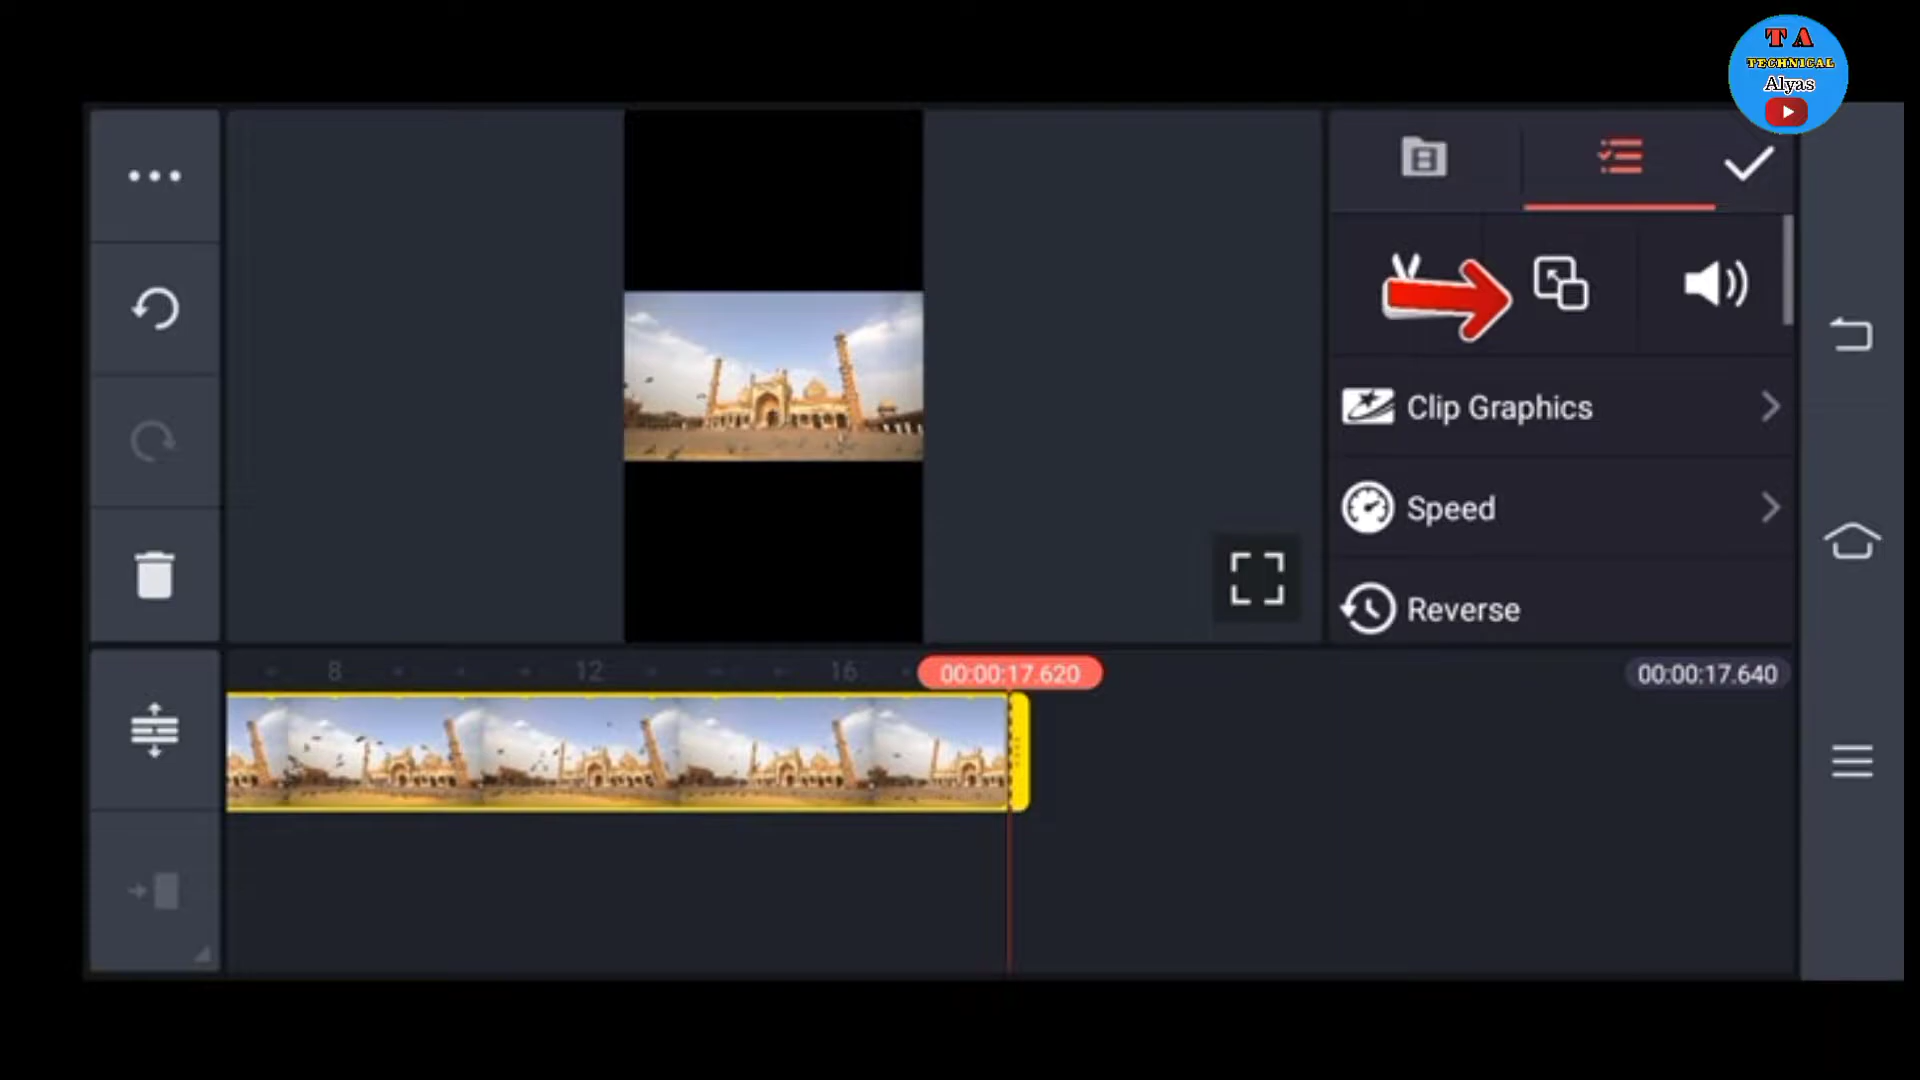 T A
TECHNICAL
Alyas
Clip Graphics
Speed
Reverse
8
12
16
00:00:17.620
00:00:17.640